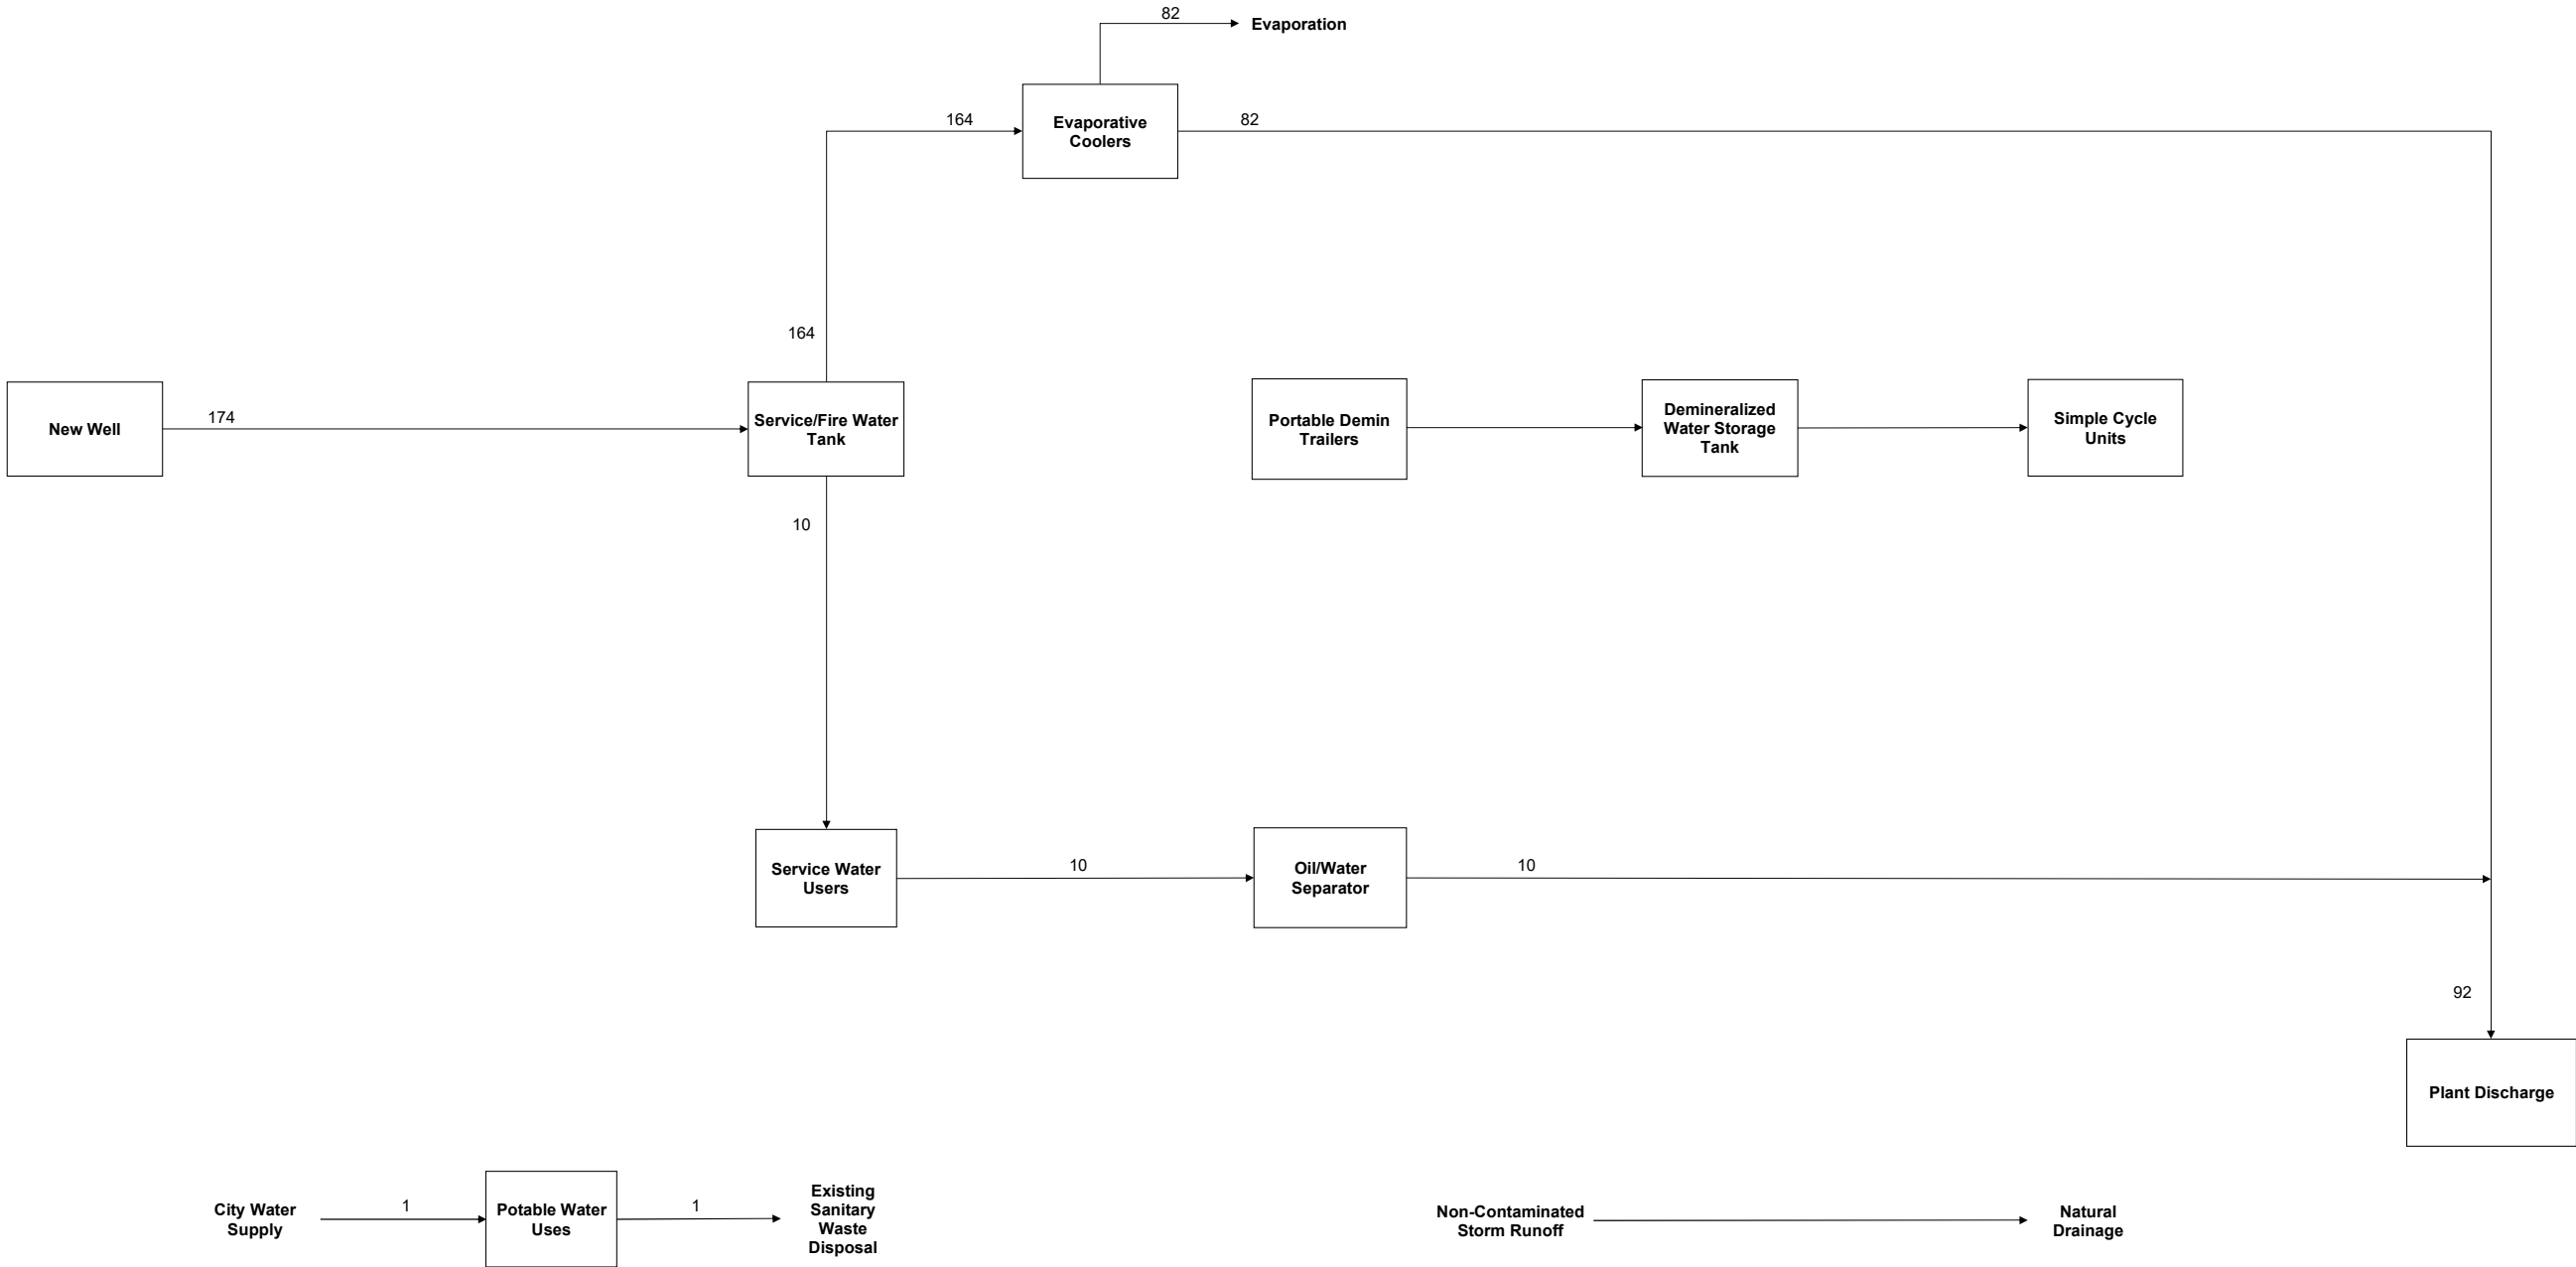 82
Evaporation
Evaporative
Coolers
164
82
164
New Well
174
Service/Fire Water
Tank
Portable Demin
Trailers
Demineralized
Water Storage
Tank
Simple Cycle
Units
10
Service Water
Users
10
Oil/Water
Separator
10
92
Plant Discharge
City Water
Supply
1
Potable Water
Uses
1
Existing
Sanitary
Waste
Disposal
Non-Contaminated
Storm Runoff
Natural
Drainage